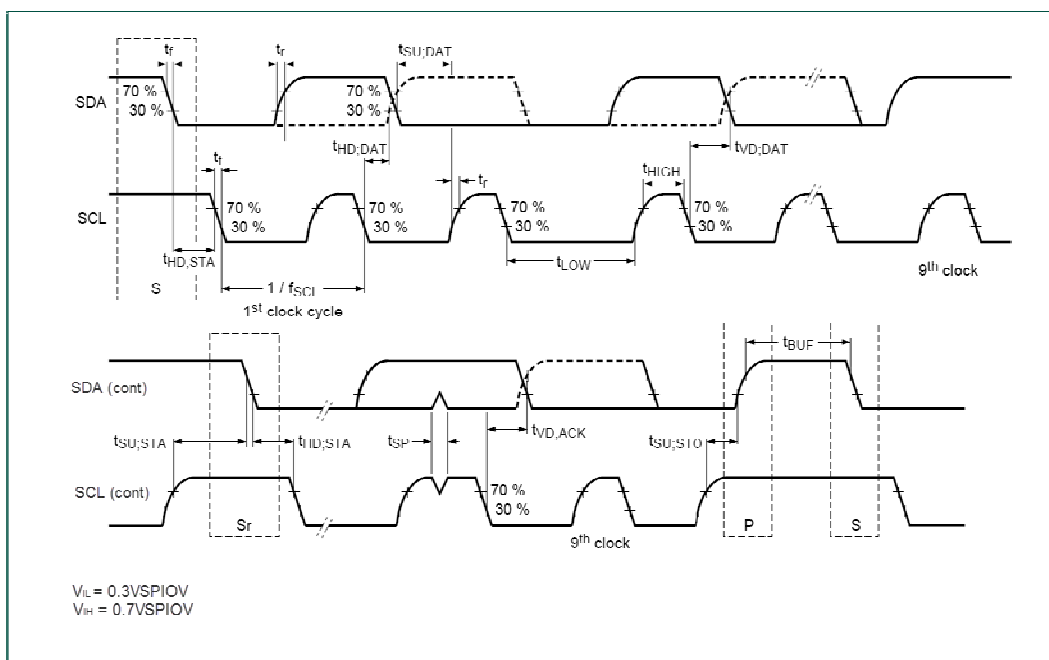 tf
tr
tSU;DAT
70 %
30 %
SDA
70 %
30 %
tHD;DAT
tVD;DAT
tf
tr
tHIGH
SCL
70 %
30 %
70 %
30 %
70 %
30 %
70 %
30 %
tHD,STA
tLOW
S
1 / fSCL
1st clock cycle
9th clock
tBUF
SDA (cont)
tSU;STA
tHD;STA
tSP
tVD,ACK
tSU;STO
SCL (cont)
70 %
30 %
Sr
9th clock
P
S
VIL = 0.3VSPIOV
VIH = 0.7VSPIOV